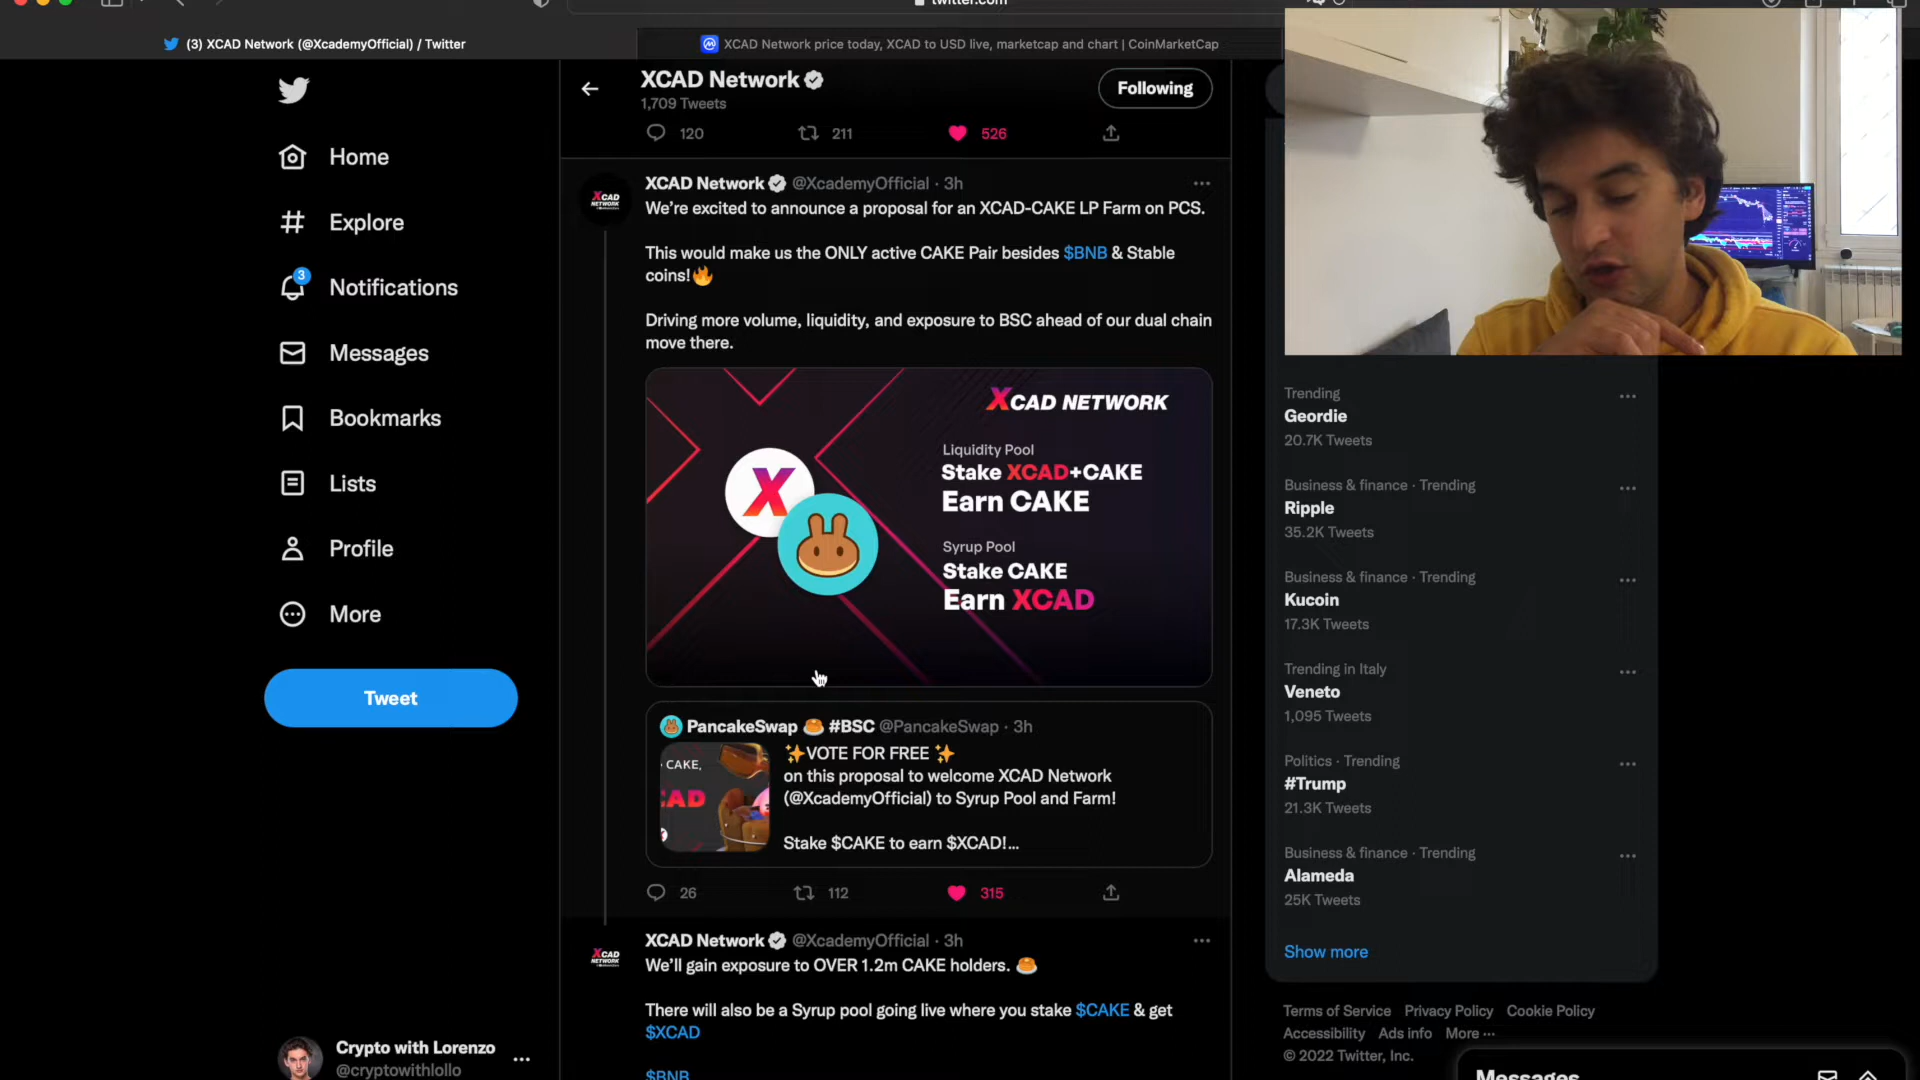 twitter.com
(3) XCAD Network (@XcademyOfficial) / Twitter
XCAD Network price today, XCAD to USD live, marketcap and chart | CoinMarketCap
XCAD Network
1,709 Tweets
Following
120
211
526
Home
Explore
3
Notifications
Messages
Bookmarks
Lists
Profile
More
Tweet
Crypto with Lorenzo
@cryptowithlollo
XCAD NETWORK
XCAD Network @XcademyOfficial · 3h
We're excited to announce a proposal for an XCAD-CAKE LP Farm on PCS.
This would make us the ONLY active CAKE Pair besides $BNB & Stable
coins!🔥
Driving more volume, liquidity, and exposure to BSC ahead of our dual chain
move there.
XCAD NETWORK
X
Liquidity Pool
Stake XCAD+CAKE
Earn CAKE
Syrup Pool
Stake CAKE
Earn XCAD
PancakeSwap 🥞 #BSC @PancakeSwap · 3h
CAKE,
AD
✨VOTE FOR FREE ✨
on this proposal to welcome XCAD Network
(@XcademyOfficial) to Syrup Pool and Farm!
Stake $CAKE to earn $XCAD!...
26
112
315
XCAD NETWORK
XCAD Network @XcademyOfficial · 3h
We'll gain exposure to OVER 1.2m CAKE holders. 🥞
There will also be a Syrup pool going live where you stake $CAKE & get
$XCAD
$BNB
Trending
Geordie
20.7K Tweets
Business & finance · Trending
Ripple
35.2K Tweets
Business & finance · Trending
Kucoin
17.3K Tweets
Trending in Italy
Veneto
1,095 Tweets
Politics · Trending
#Trump
21.3K Tweets
Business & finance · Trending
Alameda
25K Tweets
Show more
Terms of Service Privacy Policy Cookie Policy
Accessibility Ads info More ···
© 2022 Twitter, Inc.
Messages